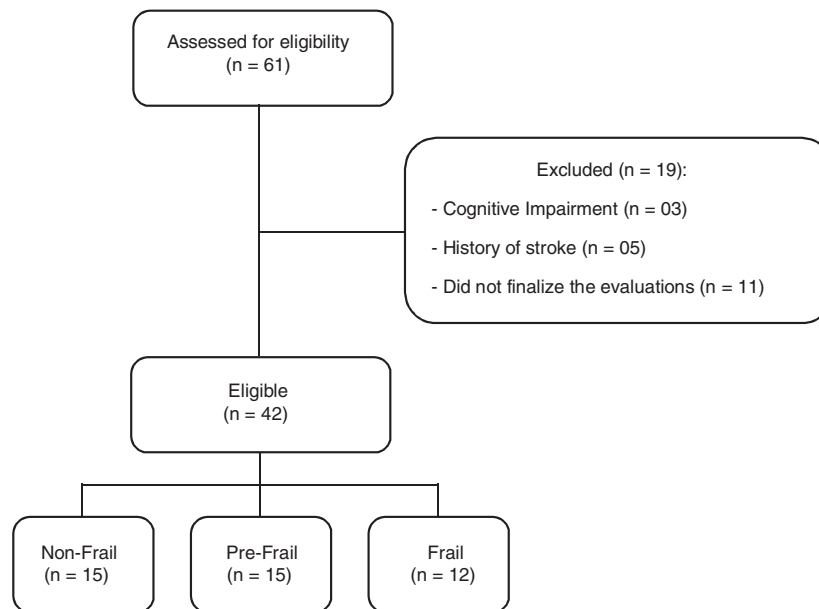 Assessed for eligibility
(n = 61)
Excluded (n = 19):
- Cognitive Impairment (n = 03)
- History of stroke (n = 05)
- Did not finalize the evaluations (n = 11)
Eligible
(n = 42)
Non-Frail
(n = 15)
Pre-Frail
(n = 15)
Frail
(n = 12)